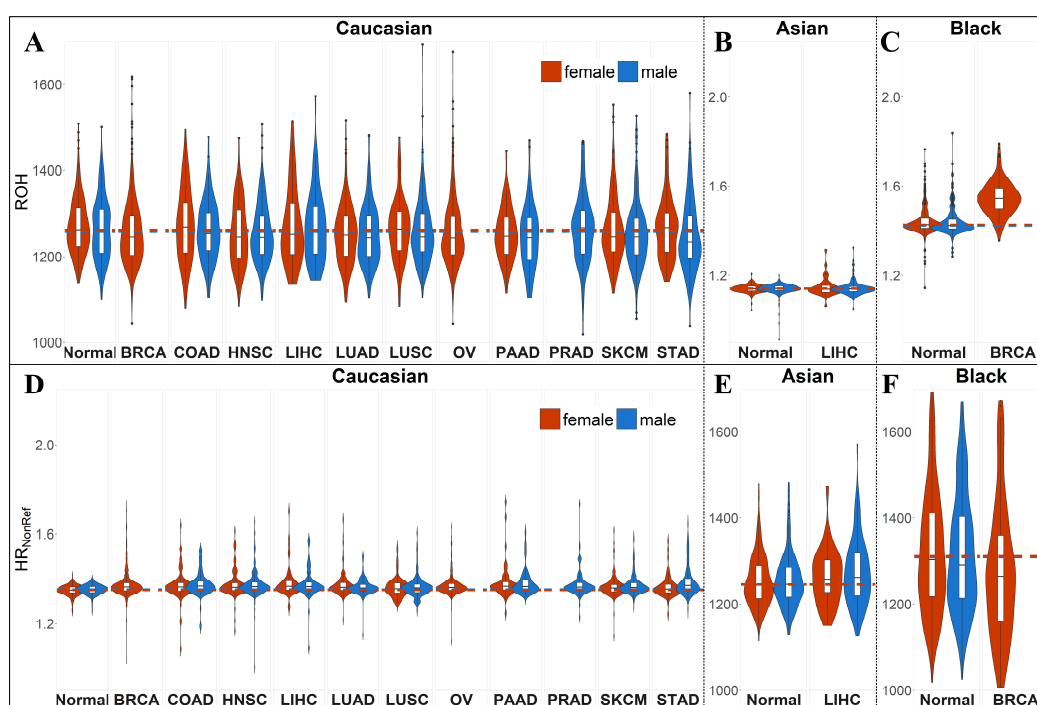 Caucasian
Asian
Black
A
B
C
female male
1600
1400
1200
1000
ROH
2.0
1.6
1.2
2.0
1.6
1.2
Normal BRCA COAD HNSC LIHC LUAD LUSC OV PAAD PRAD SKCM STAD
Normal LIHC
Normal BRCA
Caucasian
Asian
Black
D
E
F
female male
2.0
1.6
1.2
HR_NonRef
1600
1400
1200
1000
1600
1400
1200
1000
Normal BRCA COAD HNSC LIHC LUAD LUSC OV PAAD PRAD SKCM STAD
Normal LIHC
Normal BRCA